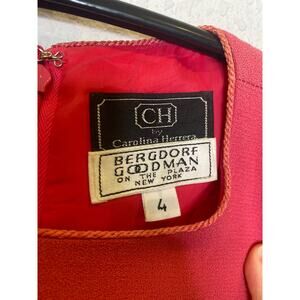 CH
by
Carolina Herrera
BERGDORF
GOODMAN
ON THE PLAZA
NEW YORK
4